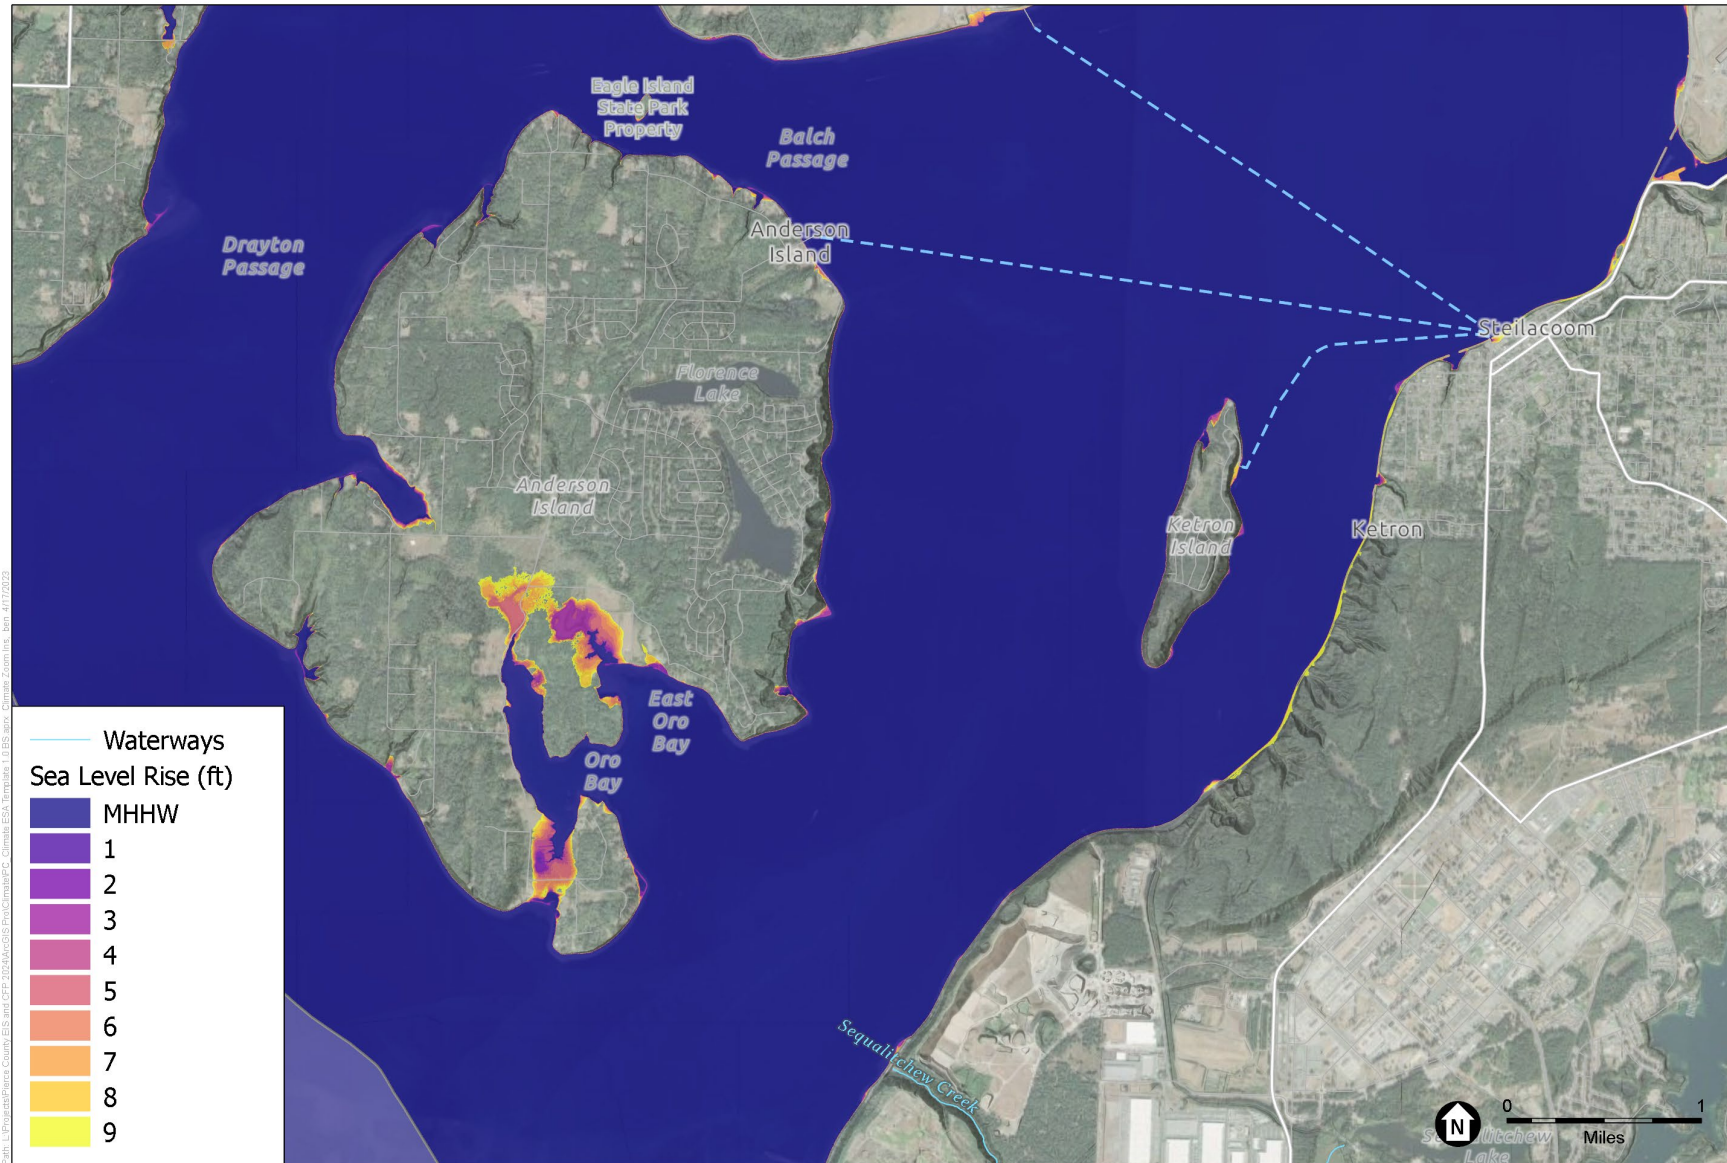 Eagle Island
State Park
Property
Balch
Passage
Drayton
Passage
Anderson
Island
Steilacoom
Florence
Lake
Anderson
Island
Ketron
Island
Ketron
East
Oro
Bay
Oro
Bay
Sequalitchew Creek
Waterways
Sea Level Rise (ft)
MHHW
1
2
3
4
5
6
7
8
9
N
0 1
Miles
Sequalitchew
Lake